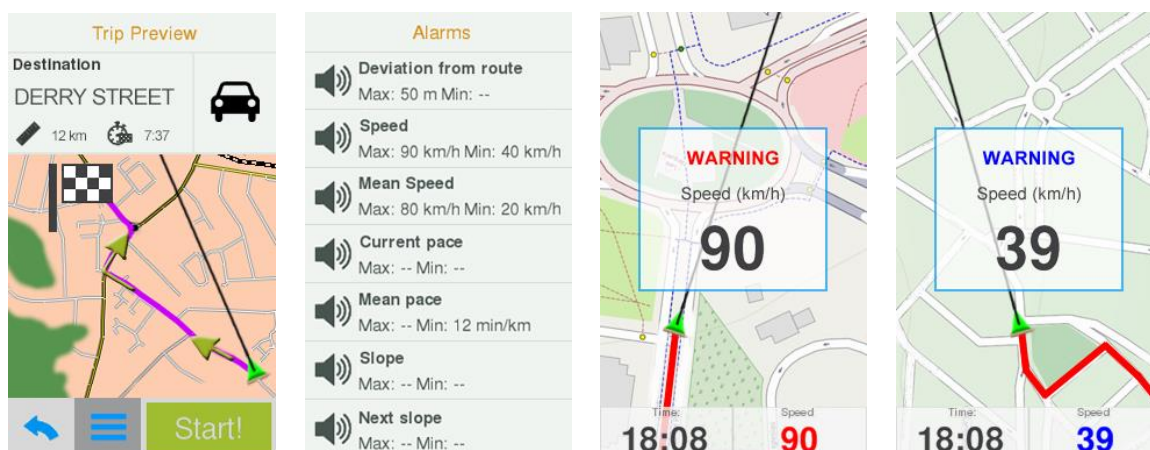 Trip Preview
Destination
DERRY STREET
12 km 7:37
Start!
Alarms
Deviation from route
Max: 50 m Min: --
Speed
Max: 90 km/h Min: 40 km/h
Mean Speed
Max: 80 km/h Min: 20 km/h
Current pace
Max: -- Min: --
Mean pace
Max: -- Min: 12 min/km
Slope
Max: -- Min: --
Next slope
Max: -- Min: --
WARNING
Speed (km/h)
90
Time: Speed
18:08 90
WARNING
Speed (km/h)
39
Time: Speed
18:08 39